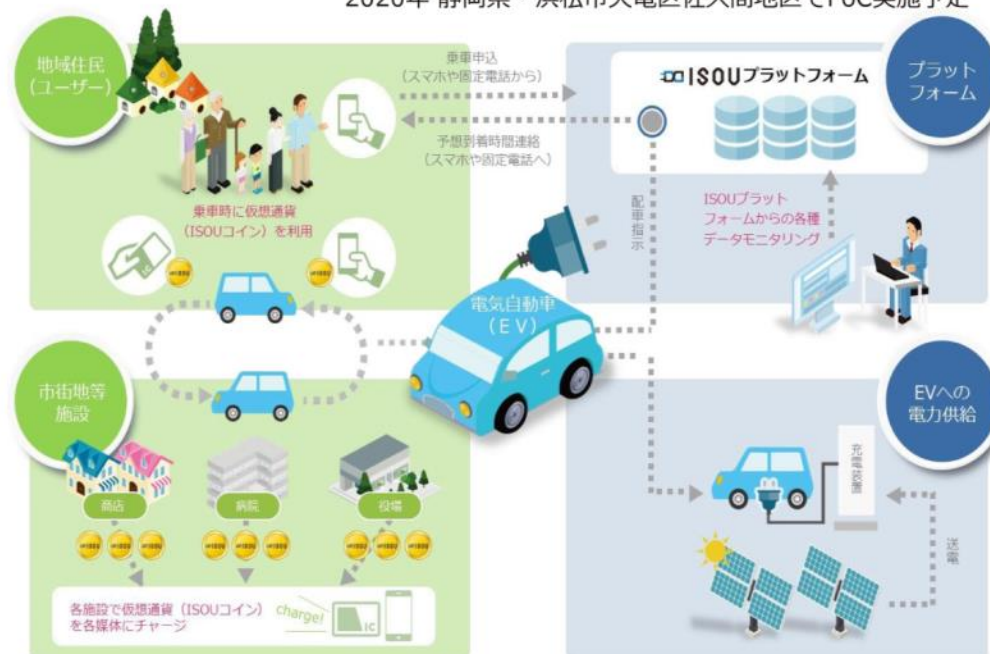 2020年 静岡県・浜松市天竜区佐久間地区でPoC実施予定
地域住民
(ユーザー)
乗車申込
(スマホや固定電話から)
予想到着時間連絡
(スマホや固定電話へ)
乗車時に仮想通貨
(ISOUコイン)を利用
IC
ISOUプラットフォーム
プラット
フォーム
配車指示
ISOUプラット
フォームからの各種
データモニタリング
電気自動車
(EV)
市街地等
施設
商店
病院
役場
各施設で仮想通貨(ISOUコイン)
を各媒体にチャージ
charge!
IC
EVへの
電力供給
充電装置
送電